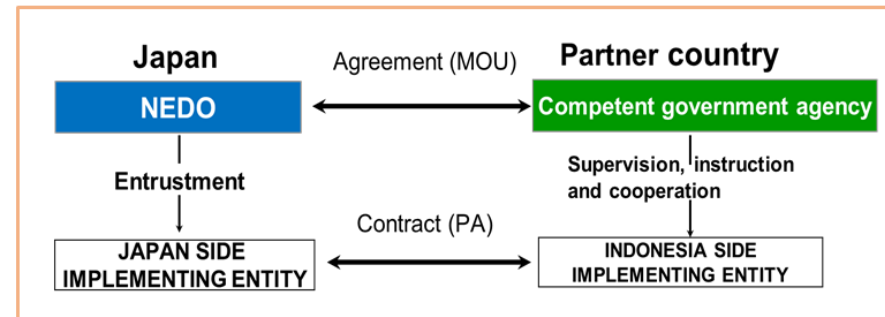 Japan
Agreement (MOU)
Partner country
NEDO
Competent government agency
Entrustment
Supervision, instruction
and cooperation
Contract (PA)
JAPAN SIDE
IMPLEMENTING ENTITY
INDONESIA SIDE
IMPLEMENTING ENTITY